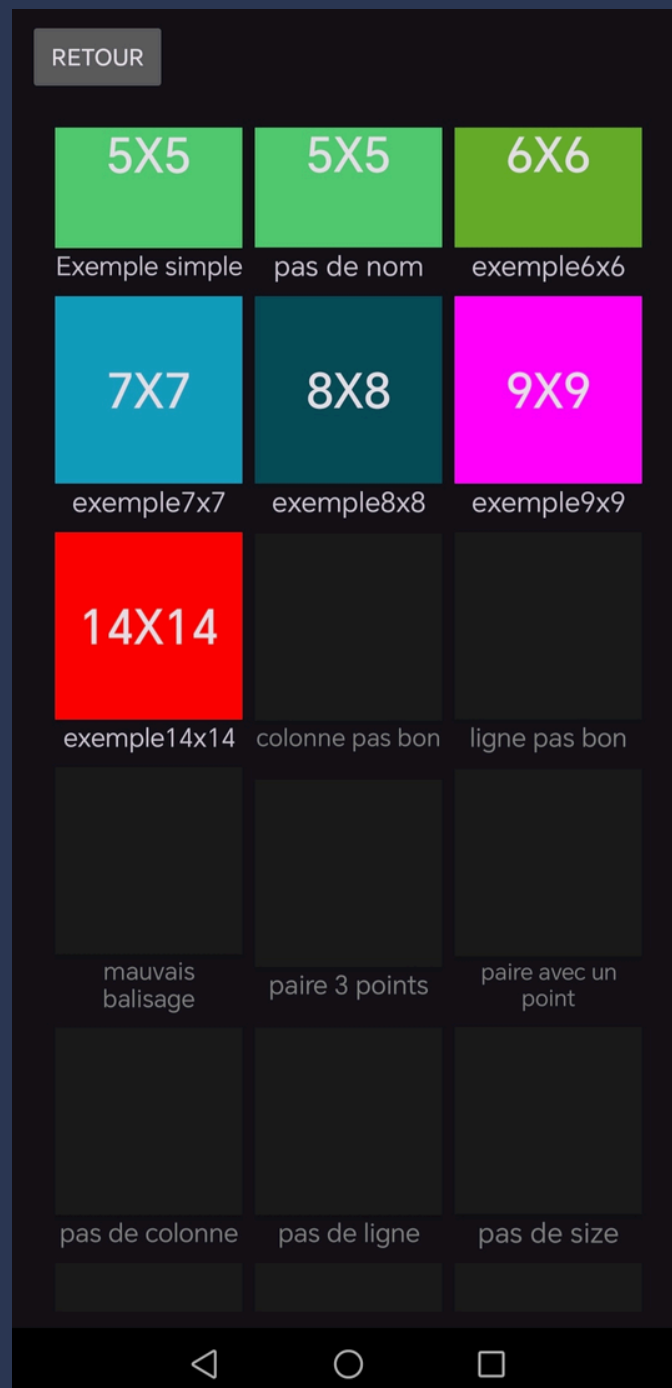 RETOUR
5X5 5X5 6X6
Exemple simple pas de nom exemple6x6
7X7 8X8 9X9
exemple7x7 exemple8x8 exemple9x9
14X14
exemple14x14 colonne pas bon ligne pas bon
mauvais
balisage
paire 3 points
paire avec un
point
pas de colonne pas de ligne pas de size